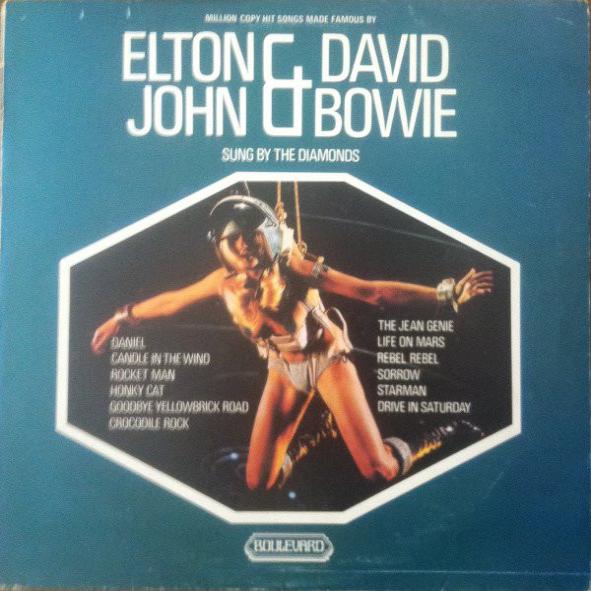 MILLION COPY HIT SONGS MADE FAMOUS BY
ELTON JOHN & DAVID BOWIE
SUNG BY THE DIAMONDS
DANIEL
CANDLE IN THE WIND
ROCKET MAN
HONKY CAT
GOODBYE YELLOWBRICK ROAD
CROCODILE ROCK
THE JEAN GENIE
LIFE ON MARS
REBEL REBEL
SORROW
STARMAN
DRIVE IN SATURDAY
BOULEVARD